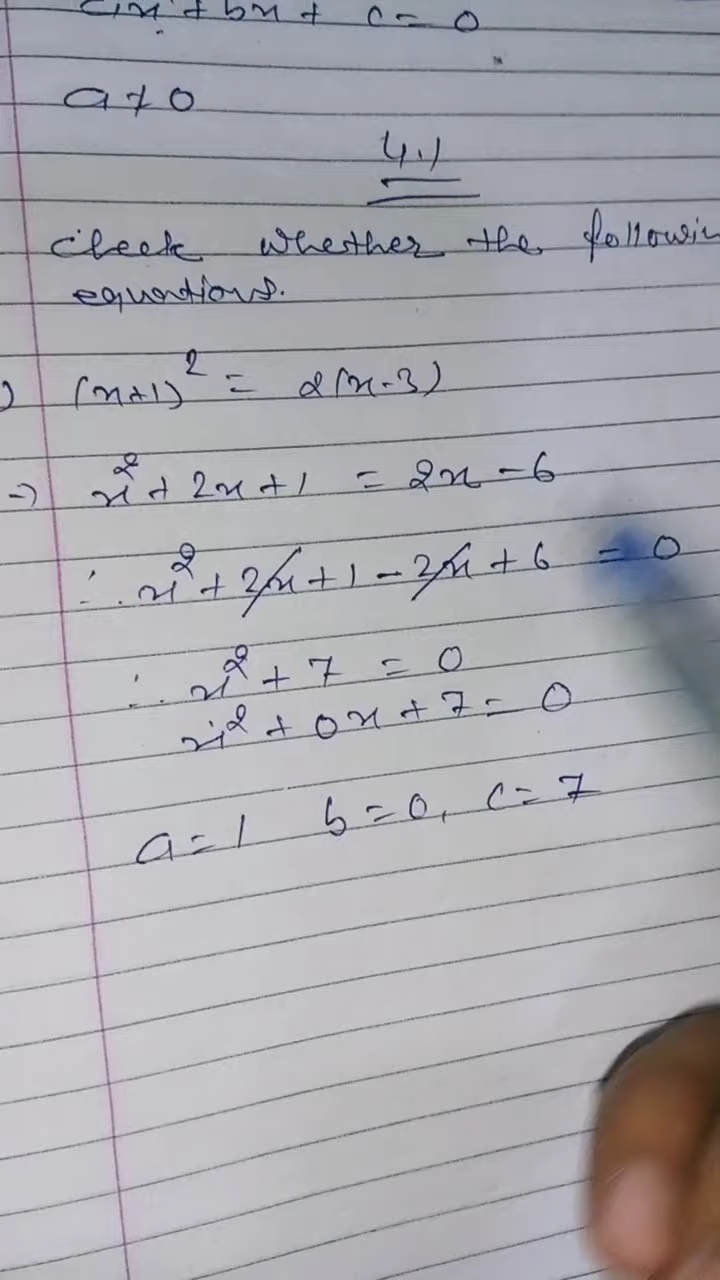 ax² + bx + c = 0
a ≠ 0
4.1
check whether the
equations.
(x+1)² = 2(x-3)
→ x² + 2x + 1 = 2x - 6
∴ x² + 2x + 1 - 2x + 6 = 0
∴ x² + 7 = 0
x² + 0x + 7 = 0
a = 1 b = 0, c = 7